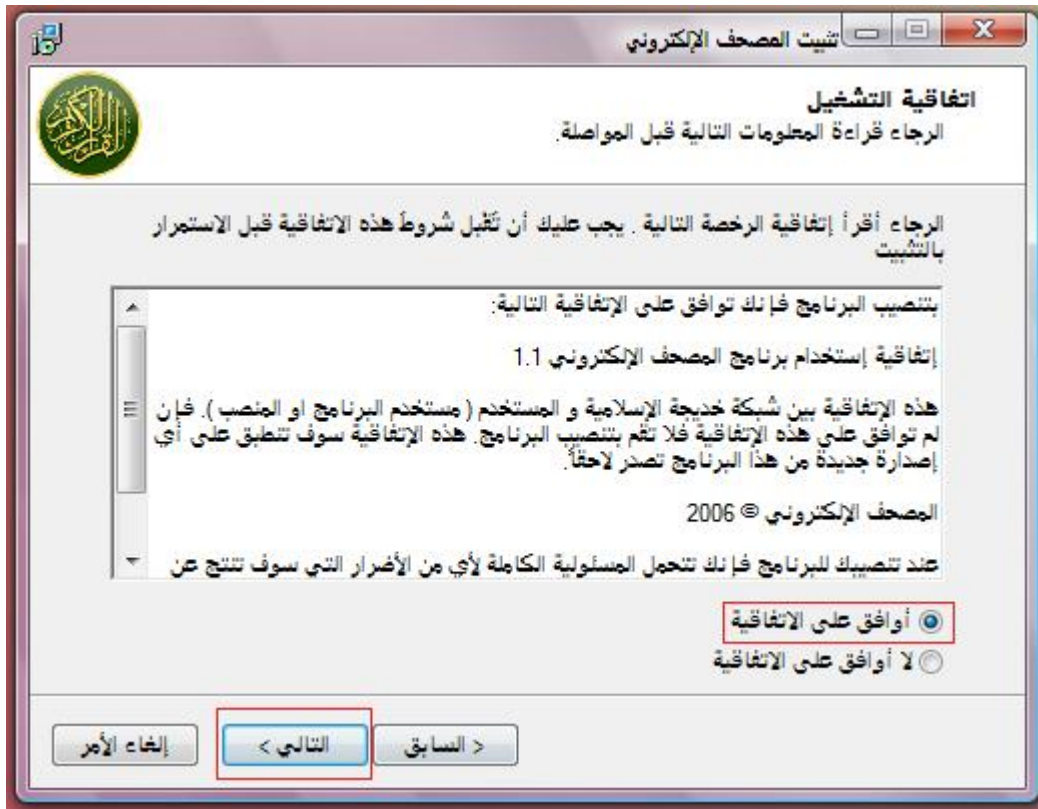 تثبيت المصحف الإلكتروني
اتفاقية التشغيل
الرجاء قراءة المعلومات التالية قبل المواصلة.
القرآن الكريم
الرجاء أقرأ إتفاقية الرخصة التالية . يجب عليك أن تَقْبل شروطَ هذه الاتفاقية قبل الاستمرار
بالتثبيت
بتنصيب البرنامج فإنك توافق على الإتفاقية التالية:
إتفاقية إستخدام برنامج المصحف الإلكتروني 1.1
هذه الإتفاقية بين شبكة خديجة الإسلامية و المستخدم ( مستخدم البرنامج او المنصب ). فإن
لم توافق على هذه الإتفاقية فلا تقم بتنصيب البرنامج. هذه الإتفاقية سوف تنطبق على أي
إصدارة جديدة من هذا البرنامج تصدر لاحقاً.
المصحف الإلكتروني © 2006
عند تنصيبك للبرنامج فإنك تتحمل المسئولية الكاملة لأي من الأضرار التي سوف تنتج عن
أوافق على الاتفاقية
لا أوافق على الاتفاقية
< السابق
التالي >
إلغاء الأمر